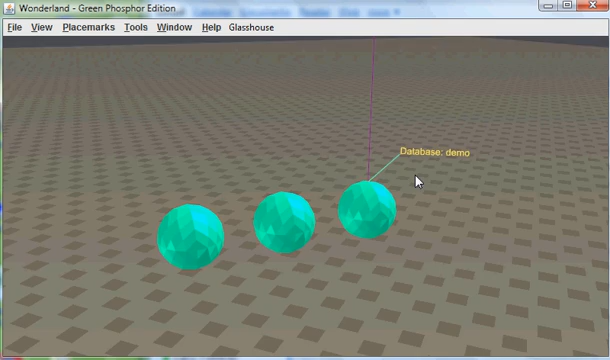 Wonderland - Green Phosphor Edition
File View Placemarks Tools Window Help Glasshouse
Database: demo